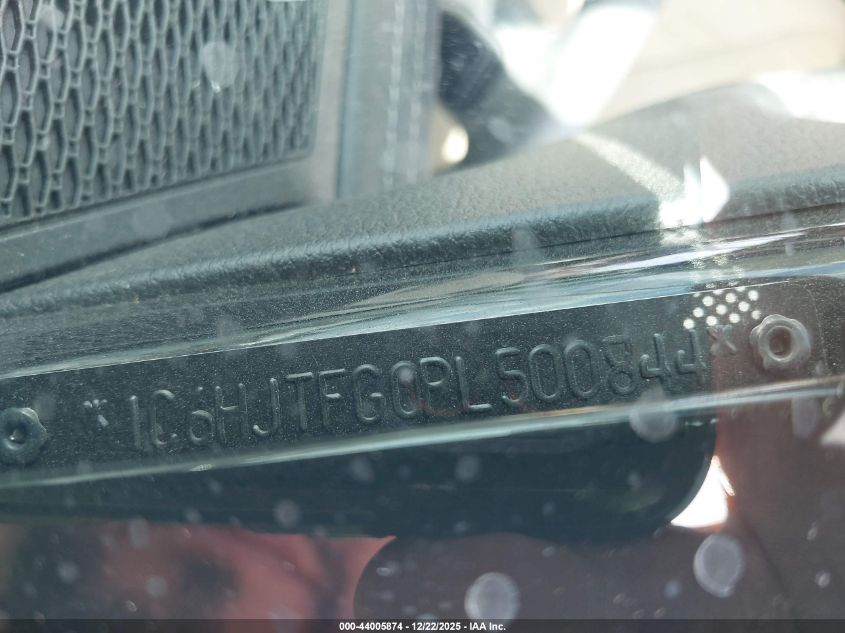 * 1C6HJTFG0PL500844 *
000-44005874 | 12/22/2025 - IAA Inc.